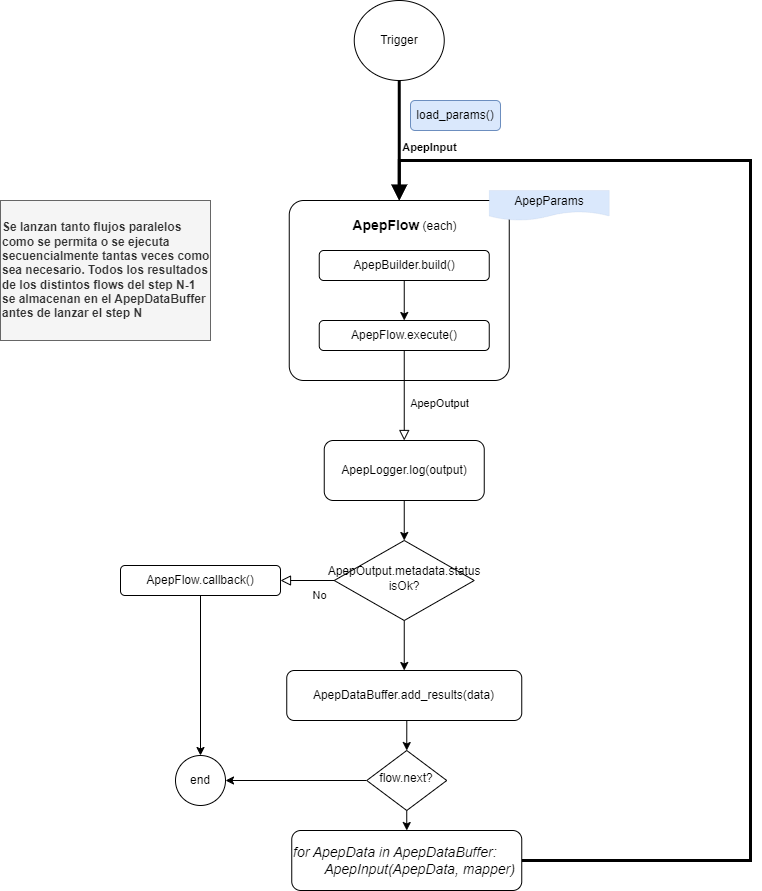 Trigger
load_params()
ApepInput
ApepParams
ApepFlow (each)
Se lanzan tanto flujos paralelos
como se permita o se ejecuta
secuencialmente tantas veces como
sea necesario. Todos los resultados
de los distintos flows del step N-1
se almacenan en el ApepDataBuffer
antes de lanzar el step N
ApepBuilder.build()
ApepFlow.execute()
ApepOutput
ApepLogger.log(output)
ApepOutput.metadata.status
isOk?
ApepFlow.callback()
No
ApepDataBuffer.add_results(data)
flow.next?
end
for ApepData in ApepDataBuffer:
ApepInput(ApepData, mapper)